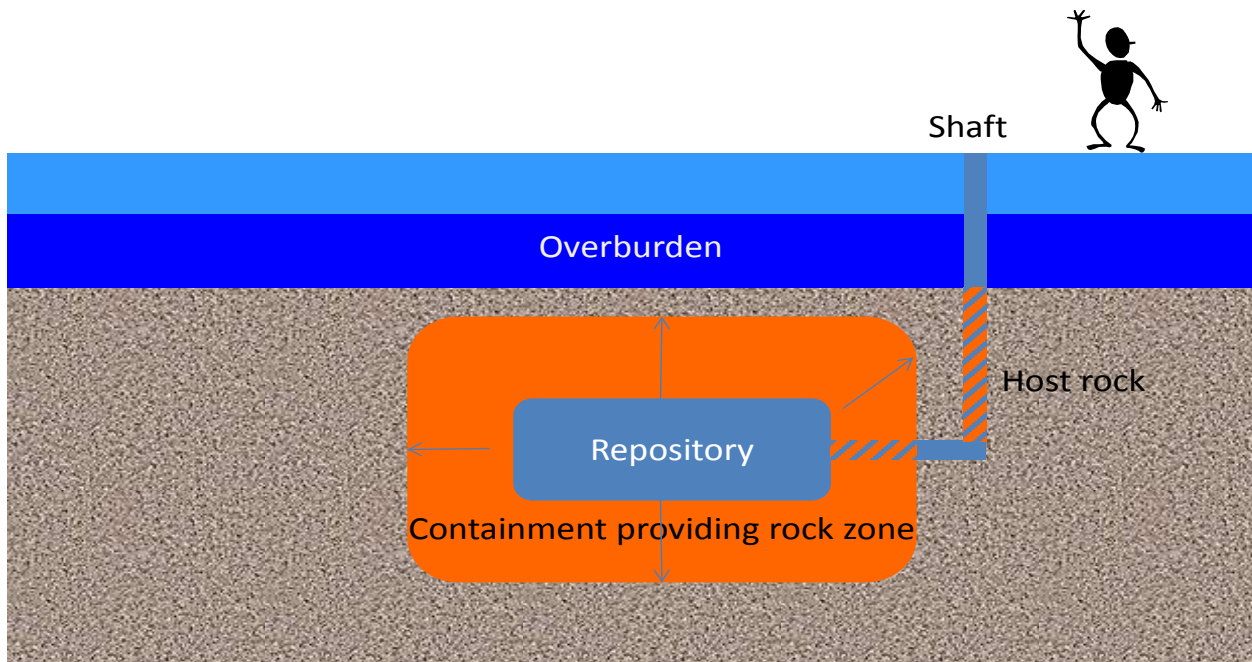 Shaft
Overburden
Host rock
Repository
Containment providing rock zone